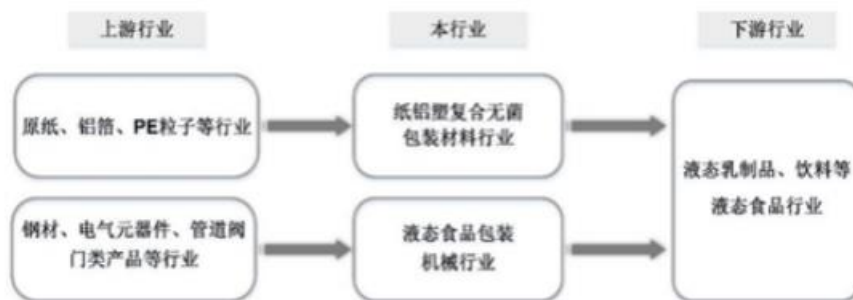 上游行业
本行业
下游行业
原纸、铝箔、PE粒子等行业
纸铝塑复合无菌
包装材料行业
钢材、电气元器件、管道阀
门类产品等行业
液态食品包装
机械行业
液态乳制品、饮料等
液态食品行业